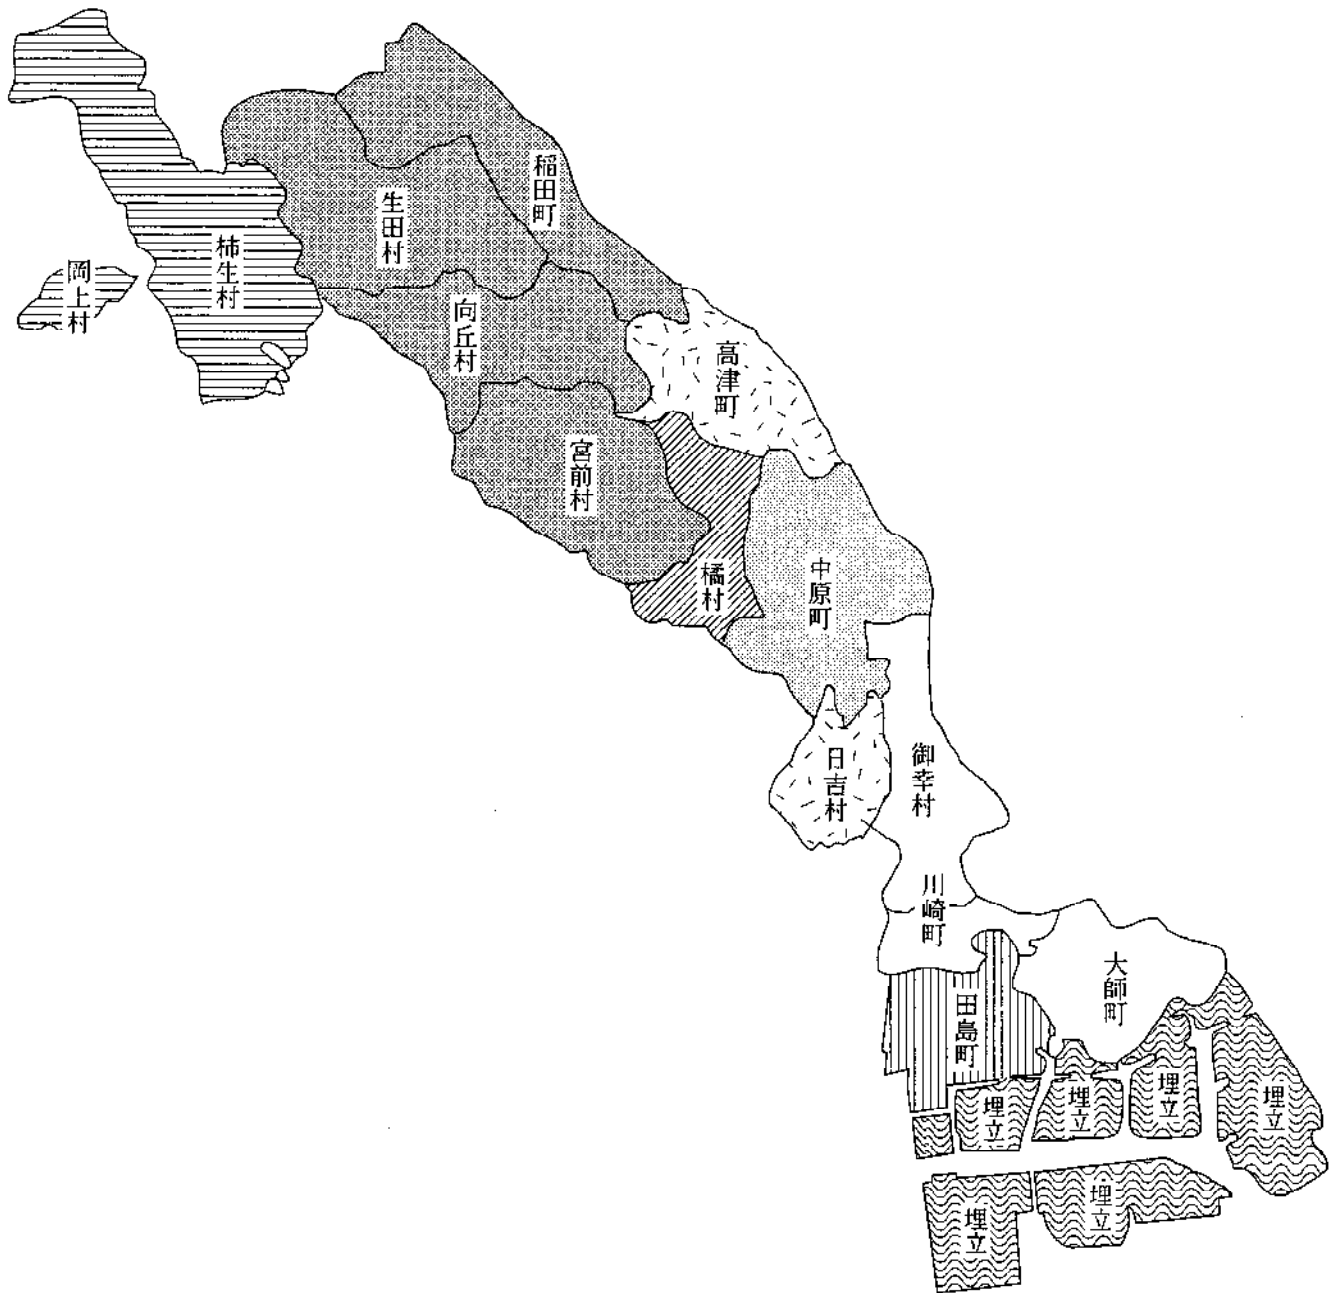 稲田町
生田村
柿生村
岡上村
向丘村
高津町
宮前村
橘村
中原町
日吉村
御幸村
川崎町
大師町
田島町
埋立
埋立
埋立
埋立
埋立
埋立